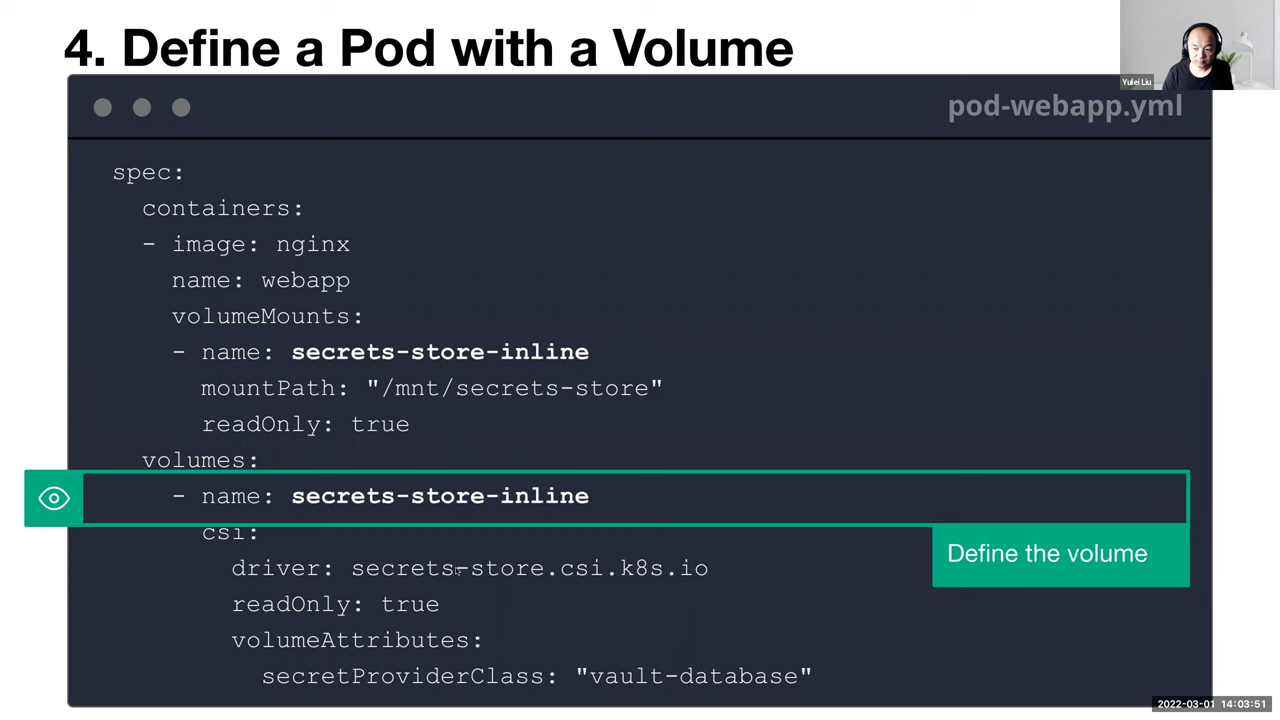 4. Define a Pod with a Volume
Yulei Liu
pod-webapp.yml
spec:
containers:
- image: nginx
name: webapp
volumeMounts:
- name: secrets-store-inline
mountPath: "/mnt/secrets-store"
readOnly: true
volumes:
- name: secrets-store-inline
csi:
Define the volume
driver: secrets-store.csi.k8s.io
readOnly: true
volumeAttributes:
secretProviderClass: "vault-database"
2022-03-01 14:03:51